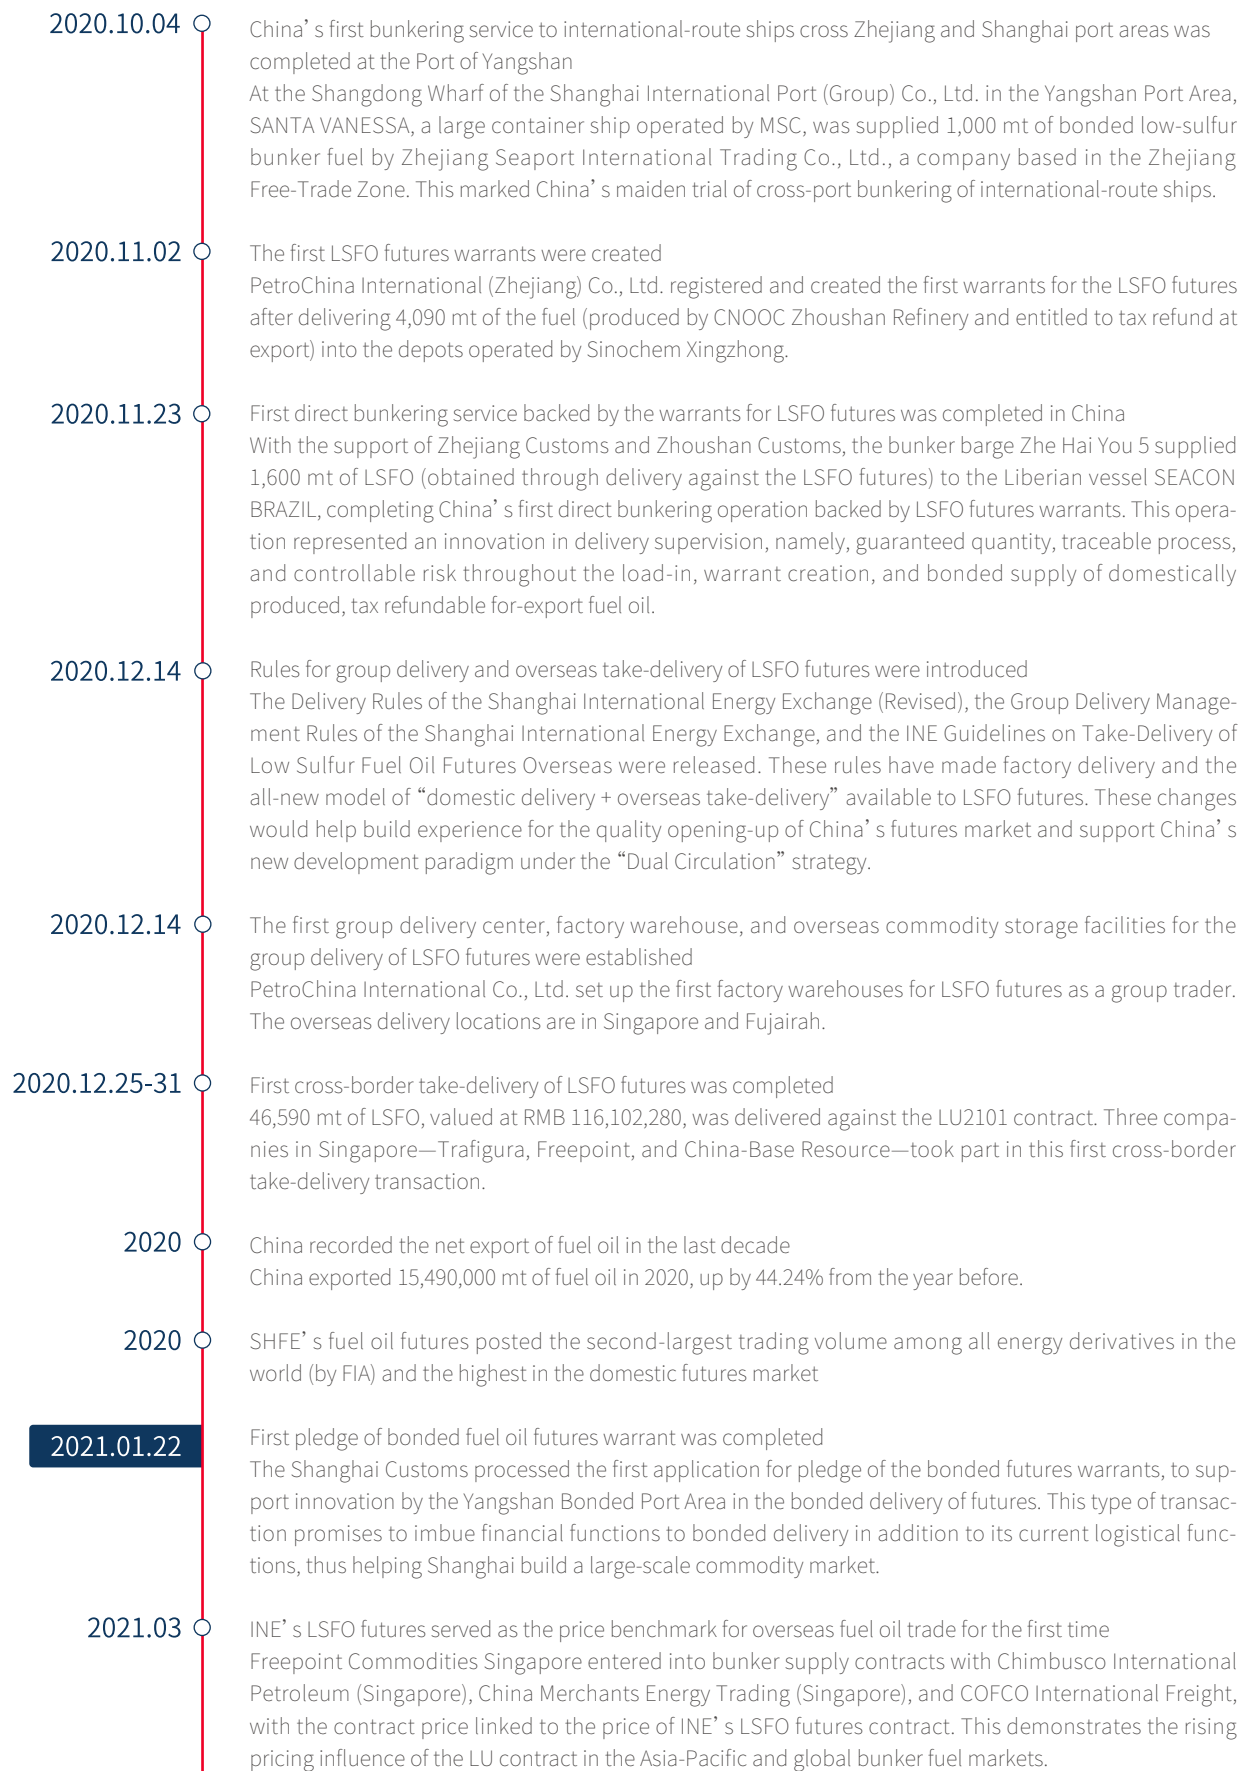 2020.10.04
China’s first bunkering service to international-route ships cross Zhejiang and Shanghai port areas was
completed at the Port of Yangshan
At the Shangdong Wharf of the Shanghai International Port (Group) Co., Ltd. in the Yangshan Port Area,
SANTA VANESSA, a large container ship operated by MSC, was supplied 1,000 mt of bonded low-sulfur
bunker fuel by Zhejiang Seaport International Trading Co., Ltd., a company based in the Zhejiang
Free-Trade Zone. This marked China’s maiden trial of cross-port bunkering of international-route ships.
2020.11.02
The first LSFO futures warrants were created
PetroChina International (Zhejiang) Co., Ltd. registered and created the first warrants for the LSFO futures
after delivering 4,090 mt of the fuel (produced by CNOOC Zhoushan Refinery and entitled to tax refund at
export) into the depots operated by Sinochem Xingzhong.
2020.11.23
First direct bunkering service backed by the warrants for LSFO futures was completed in China
With the support of Zhejiang Customs and Zhoushan Customs, the bunker barge Zhe Hai You 5 supplied
1,600 mt of LSFO (obtained through delivery against the LSFO futures) to the Liberian vessel SEACON
BRAZIL, completing China’s first direct bunkering operation backed by LSFO futures warrants. This opera-
tion represented an innovation in delivery supervision, namely, guaranteed quantity, traceable process,
and controllable risk throughout the load-in, warrant creation, and bonded supply of domestically
produced, tax refundable for-export fuel oil.
2020.12.14
Rules for group delivery and overseas take-delivery of LSFO futures were introduced
The Delivery Rules of the Shanghai International Energy Exchange (Revised), the Group Delivery Manage-
ment Rules of the Shanghai International Energy Exchange, and the INE Guidelines on Take-Delivery of
Low Sulfur Fuel Oil Futures Overseas were released. These rules have made factory delivery and the
all-new model of “domestic delivery + overseas take-delivery” available to LSFO futures. These changes
would help build experience for the quality opening-up of China’s futures market and support China’s
new development paradigm under the “Dual Circulation” strategy.
2020.12.14
The first group delivery center, factory warehouse, and overseas commodity storage facilities for the
group delivery of LSFO futures were established
PetroChina International Co., Ltd. set up the first factory warehouses for LSFO futures as a group trader.
The overseas delivery locations are in Singapore and Fujairah.
2020.12.25-31
First cross-border take-delivery of LSFO futures was completed
46,590 mt of LSFO, valued at RMB 116,102,280, was delivered against the LU2101 contract. Three compa-
nies in Singapore—Trafigura, Freepoint, and China-Base Resource—took part in this first cross-border
take-delivery transaction.
2020
China recorded the net export of fuel oil in the last decade
China exported 15,490,000 mt of fuel oil in 2020, up by 44.24% from the year before.
2020
SHFE’s fuel oil futures posted the second-largest trading volume among all energy derivatives in the
world (by FIA) and the highest in the domestic futures market
2021.01.22
First pledge of bonded fuel oil futures warrant was completed
The Shanghai Customs processed the first application for pledge of the bonded futures warrants, to sup-
port innovation by the Yangshan Bonded Port Area in the bonded delivery of futures. This type of transac-
tion promises to imbue financial functions to bonded delivery in addition to its current logistical func-
tions, thus helping Shanghai build a large-scale commodity market.
2021.03
INE’s LSFO futures served as the price benchmark for overseas fuel oil trade for the first time
Freepoint Commodities Singapore entered into bunker supply contracts with Chimbusco International
Petroleum (Singapore), China Merchants Energy Trading (Singapore), and COFCO International Freight,
with the contract price linked to the price of INE’s LSFO futures contract. This demonstrates the rising
pricing influence of the LU contract in the Asia-Pacific and global bunker fuel markets.